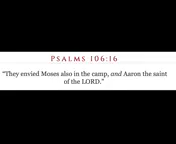 PSALMS 106:16
“They envied Moses also in the camp, and Aaron the saint
of the LORD.”